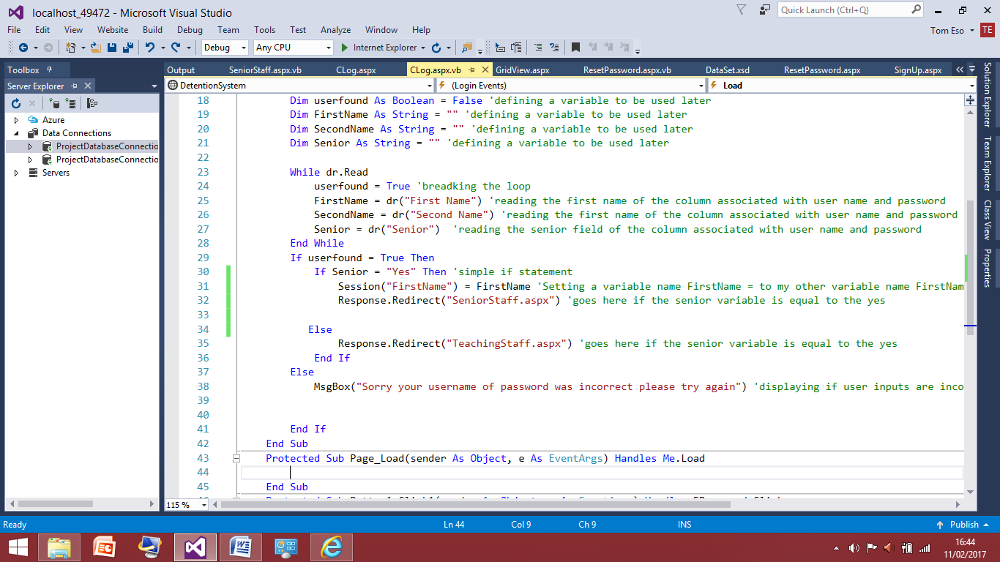 localhost_49472 - Microsoft Visual Studio
Quick Launch (Ctrl+Q)
File Edit View Website Build Debug Team Tools Test Analyze Window Help
Tom Eso TE
Debug Any CPU Internet Explorer
Toolbox
Output SeniorStaff.aspx.vb CLog.aspx CLog.aspx.vb GridView.aspx ResetPassword.aspx.vb DataSet.xsd ResetPassword.aspx SignUp.aspx
Server Explorer
DetentionSystem (Login Events) Load
Azure
Data Connections
ProjectDatabaseConnectio
ProjectDatabaseConnectio
Servers
18 Dim userfound As Boolean = False 'defining a variable to be used later
19 Dim FirstName As String = "" 'defining a variable to be used later
20 Dim SecondName As String = "" 'defining a variable to be used later
21 Dim Senior As String = "" 'defining a variable to be used later
22
23 While dr.Read
24 userfound = True 'breadking the loop
25 FirstName = dr("First Name") 'reading the first name of the column associated with user name and password
26 SecondName = dr("Second Name") 'reading the first name of the column associated with user name and password
27 Senior = dr("Senior")  'reading the senior field of the column associated with user name and password
28 End While
29 If userfound = True Then
30 If Senior = "Yes" Then 'simple if statement
31 Session("FirstName") = FirstName 'Setting a variable name FirstName = to my other variable name FirstNam
32 Response.Redirect("SeniorStaff.aspx") 'goes here if the senior variable is equal to the yes
33
34 Else
35 Response.Redirect("TeachingStaff.aspx") 'goes here if the senior variable is equal to the yes
36 End If
37 Else
38 MsgBox("Sorry your username of password was incorrect please try again") 'displaying if user inputs are inco
39
40
41 End If
42 End Sub
43 Protected Sub Page_Load(sender As Object, e As EventArgs) Handles Me.Load
44
45 End Sub
115 %
Solution Explorer
Team Explorer
Class View
Properties
Ready Ln 44 Col 9 Ch 9 INS Publish
16:44
11/02/2017